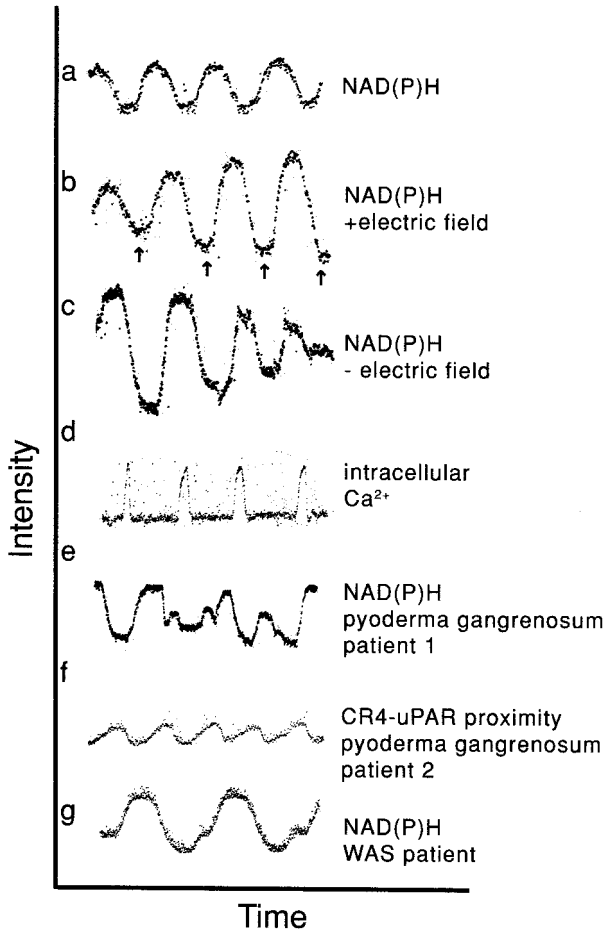 a
NAD(P)H
b
NAD(P)H
+electric field
c
NAD(P)H
- electric field
d
intracellular
Ca²⁺
e
NAD(P)H
pyoderma gangrenosum
patient 1
f
CR4-uPAR proximity
pyoderma gangrenosum
patient 2
g
NAD(P)H
WAS patient
Intensity
Time